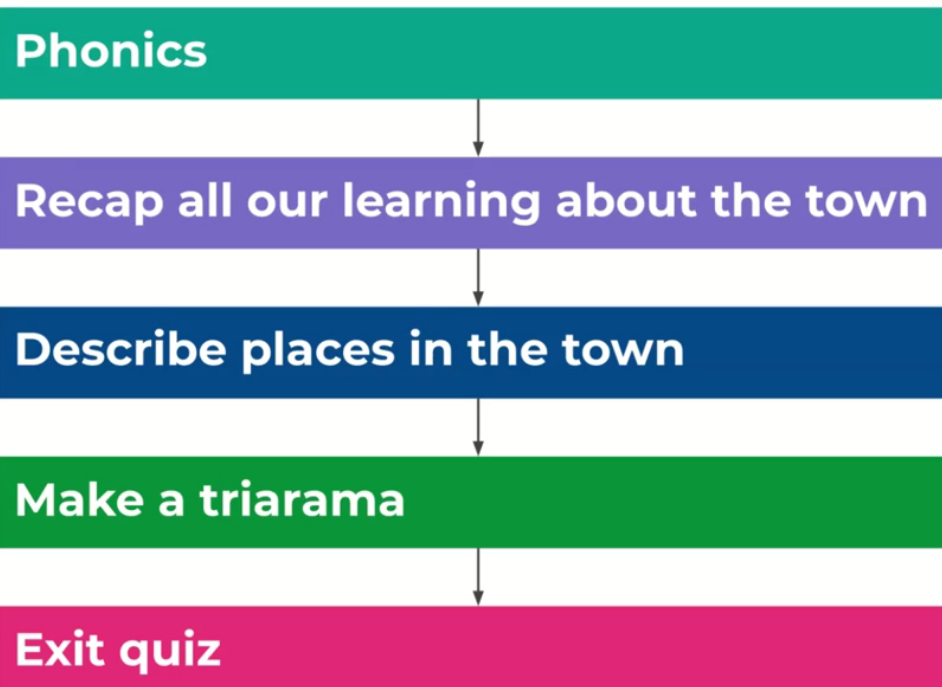 Phonics
Recap all our learning about the town
Describe places in the town
Make a triarama
Exit quiz